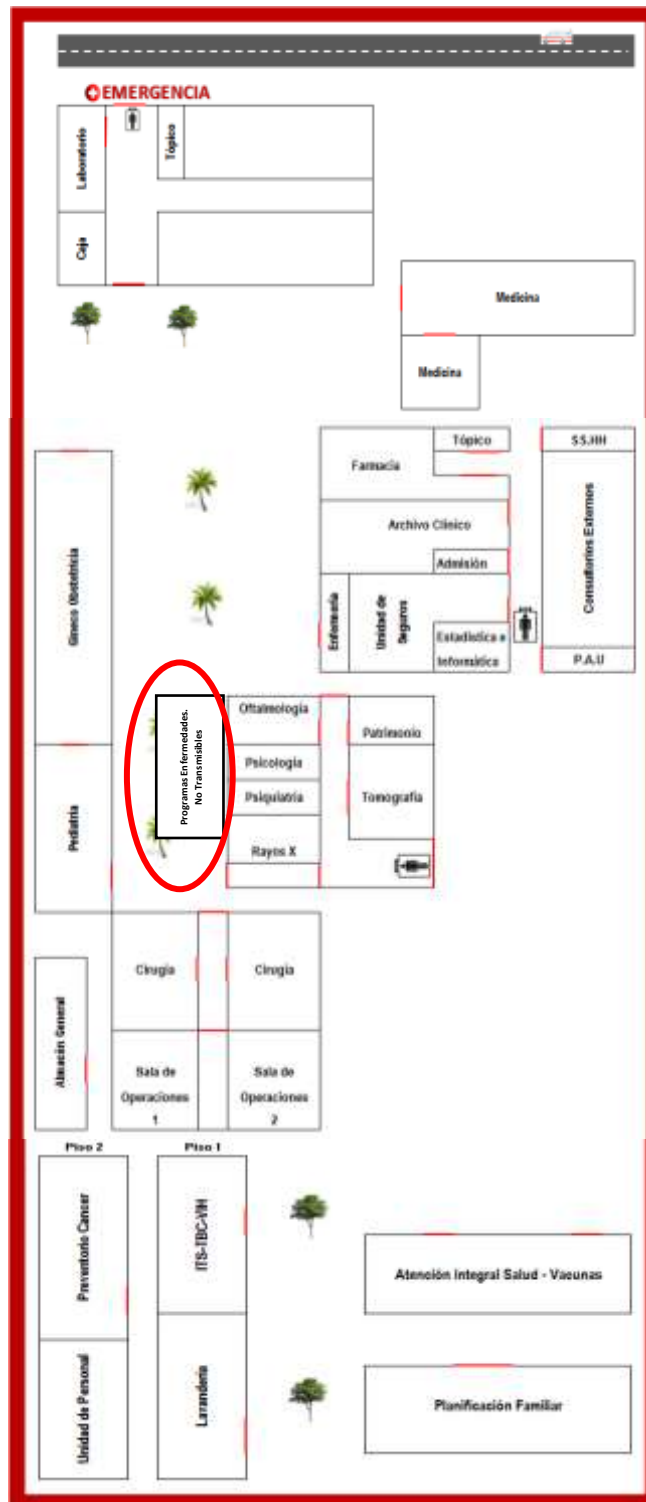 EMERGENCIA
Laboratorio
Tópico
Caja
Medicina
Medicina
Tópico
SS.HH
Farmacia
Archivo Clínico
Admisión
Consultorios Externos
Gineco Obstetricia
Enfermería
Unidad de
Seguros
Estadística e
Informática
P.A.U
Programas Enfermedades.
No Transmisibles
Oftalmología
Patrimonio
Psicología
Psiquiatría
Tomografía
Pediatría
Rayos X
Cirugía
Cirugía
Almacén General
Sala de
Operaciones
1
Sala de
Operaciones
2
Piso 2
Piso 1
Preventorio Cancer
ITS-TBC-VIH
Atención Integral Salud - Vacunas
Unidad de Personal
Lavandería
Planificación Familiar